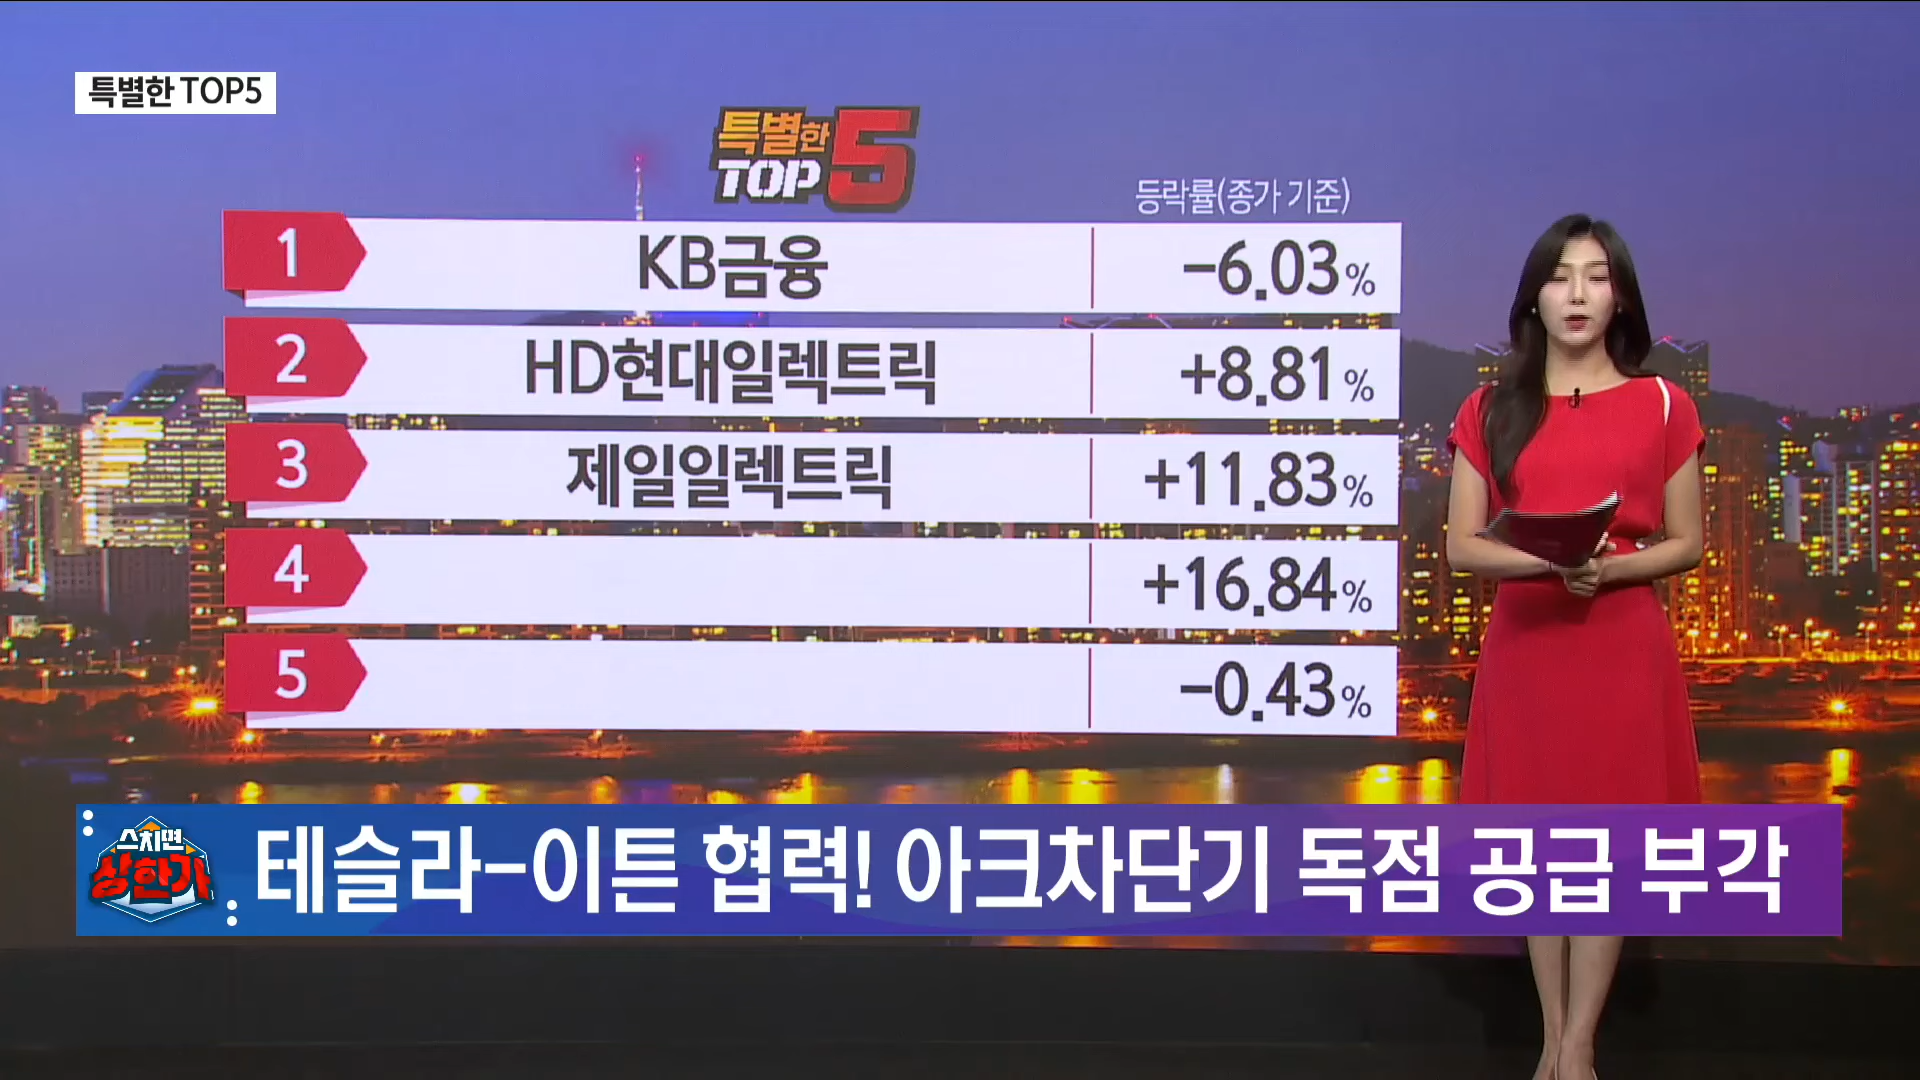 특별한 TOP5
특별한
TOP 5
등락률(종가 기준)
1 KB금융 -6.03%
2 HD현대일렉트릭 +8.81%
3 제일일렉트릭 +11.83%
4 +16.84%
5 -0.43%
스치면
상한가
테슬라-이튼 협력! 아크차단기 독점 공급 부각